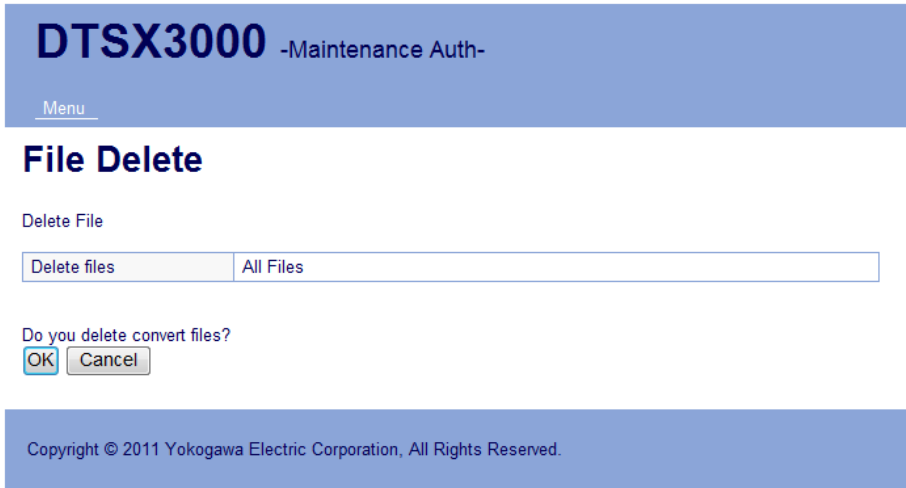 DTSX3000 -Maintenance Auth-
Menu
File Delete
Delete File
Delete files All Files
Do you delete convert files?
OK Cancel
Copyright © 2011 Yokogawa Electric Corporation, All Rights Reserved.